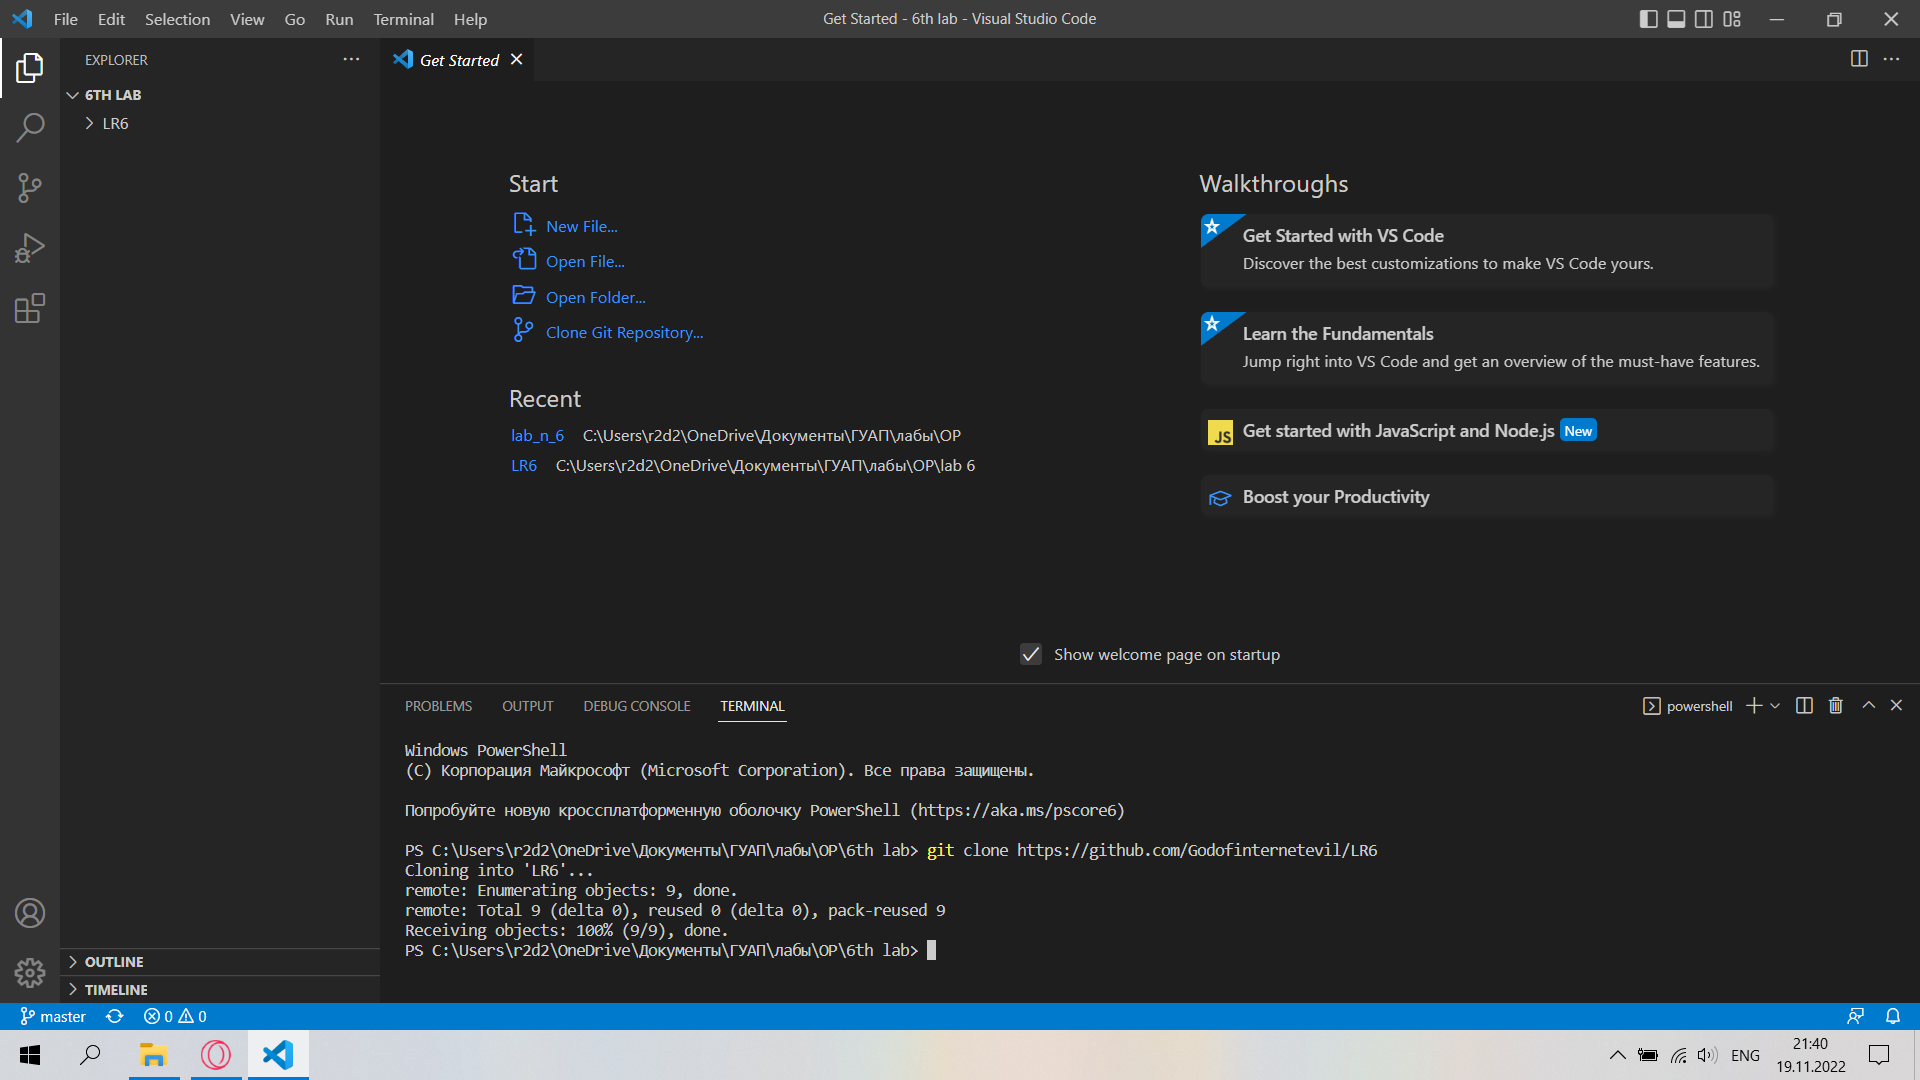 File Edit Selection View Go Run Terminal Help
Get Started - 6th lab - Visual Studio Code
EXPLORER
Get Started
6TH LAB
LR6
Start
New File...
Open File...
Open Folder...
Clone Git Repository...
Recent
lab_n_6 C:\Users\r2d2\OneDrive\Документы\ГУАП\лабы\ОР
LR6 C:\Users\r2d2\OneDrive\Документы\ГУАП\лабы\ОР\lab 6
Walkthroughs
Get Started with VS Code
Discover the best customizations to make VS Code yours.
Learn the Fundamentals
Jump right into VS Code and get an overview of the must-have features.
JS Get started with JavaScript and Node.js New
Boost your Productivity
Show welcome page on startup
PROBLEMS OUTPUT DEBUG CONSOLE TERMINAL
powershell
Windows PowerShell
(C) Корпорация Майкрософт (Microsoft Corporation). Все права защищены.
Попробуйте новую кроссплатформенную оболочку PowerShell (https://aka.ms/pscore6)
PS C:\Users\r2d2\OneDrive\Документы\ГУАП\лабы\ОР\6th lab> git clone https://github.com/Godofinternetevil/LR6
Cloning into 'LR6'...
remote: Enumerating objects: 9, done.
remote: Total 9 (delta 0), reused 0 (delta 0), pack-reused 9
Receiving objects: 100% (9/9), done.
PS C:\Users\r2d2\OneDrive\Документы\ГУАП\лабы\ОР\6th lab>
OUTLINE
TIMELINE
master 0 0
ENG
21:40
19.11.2022